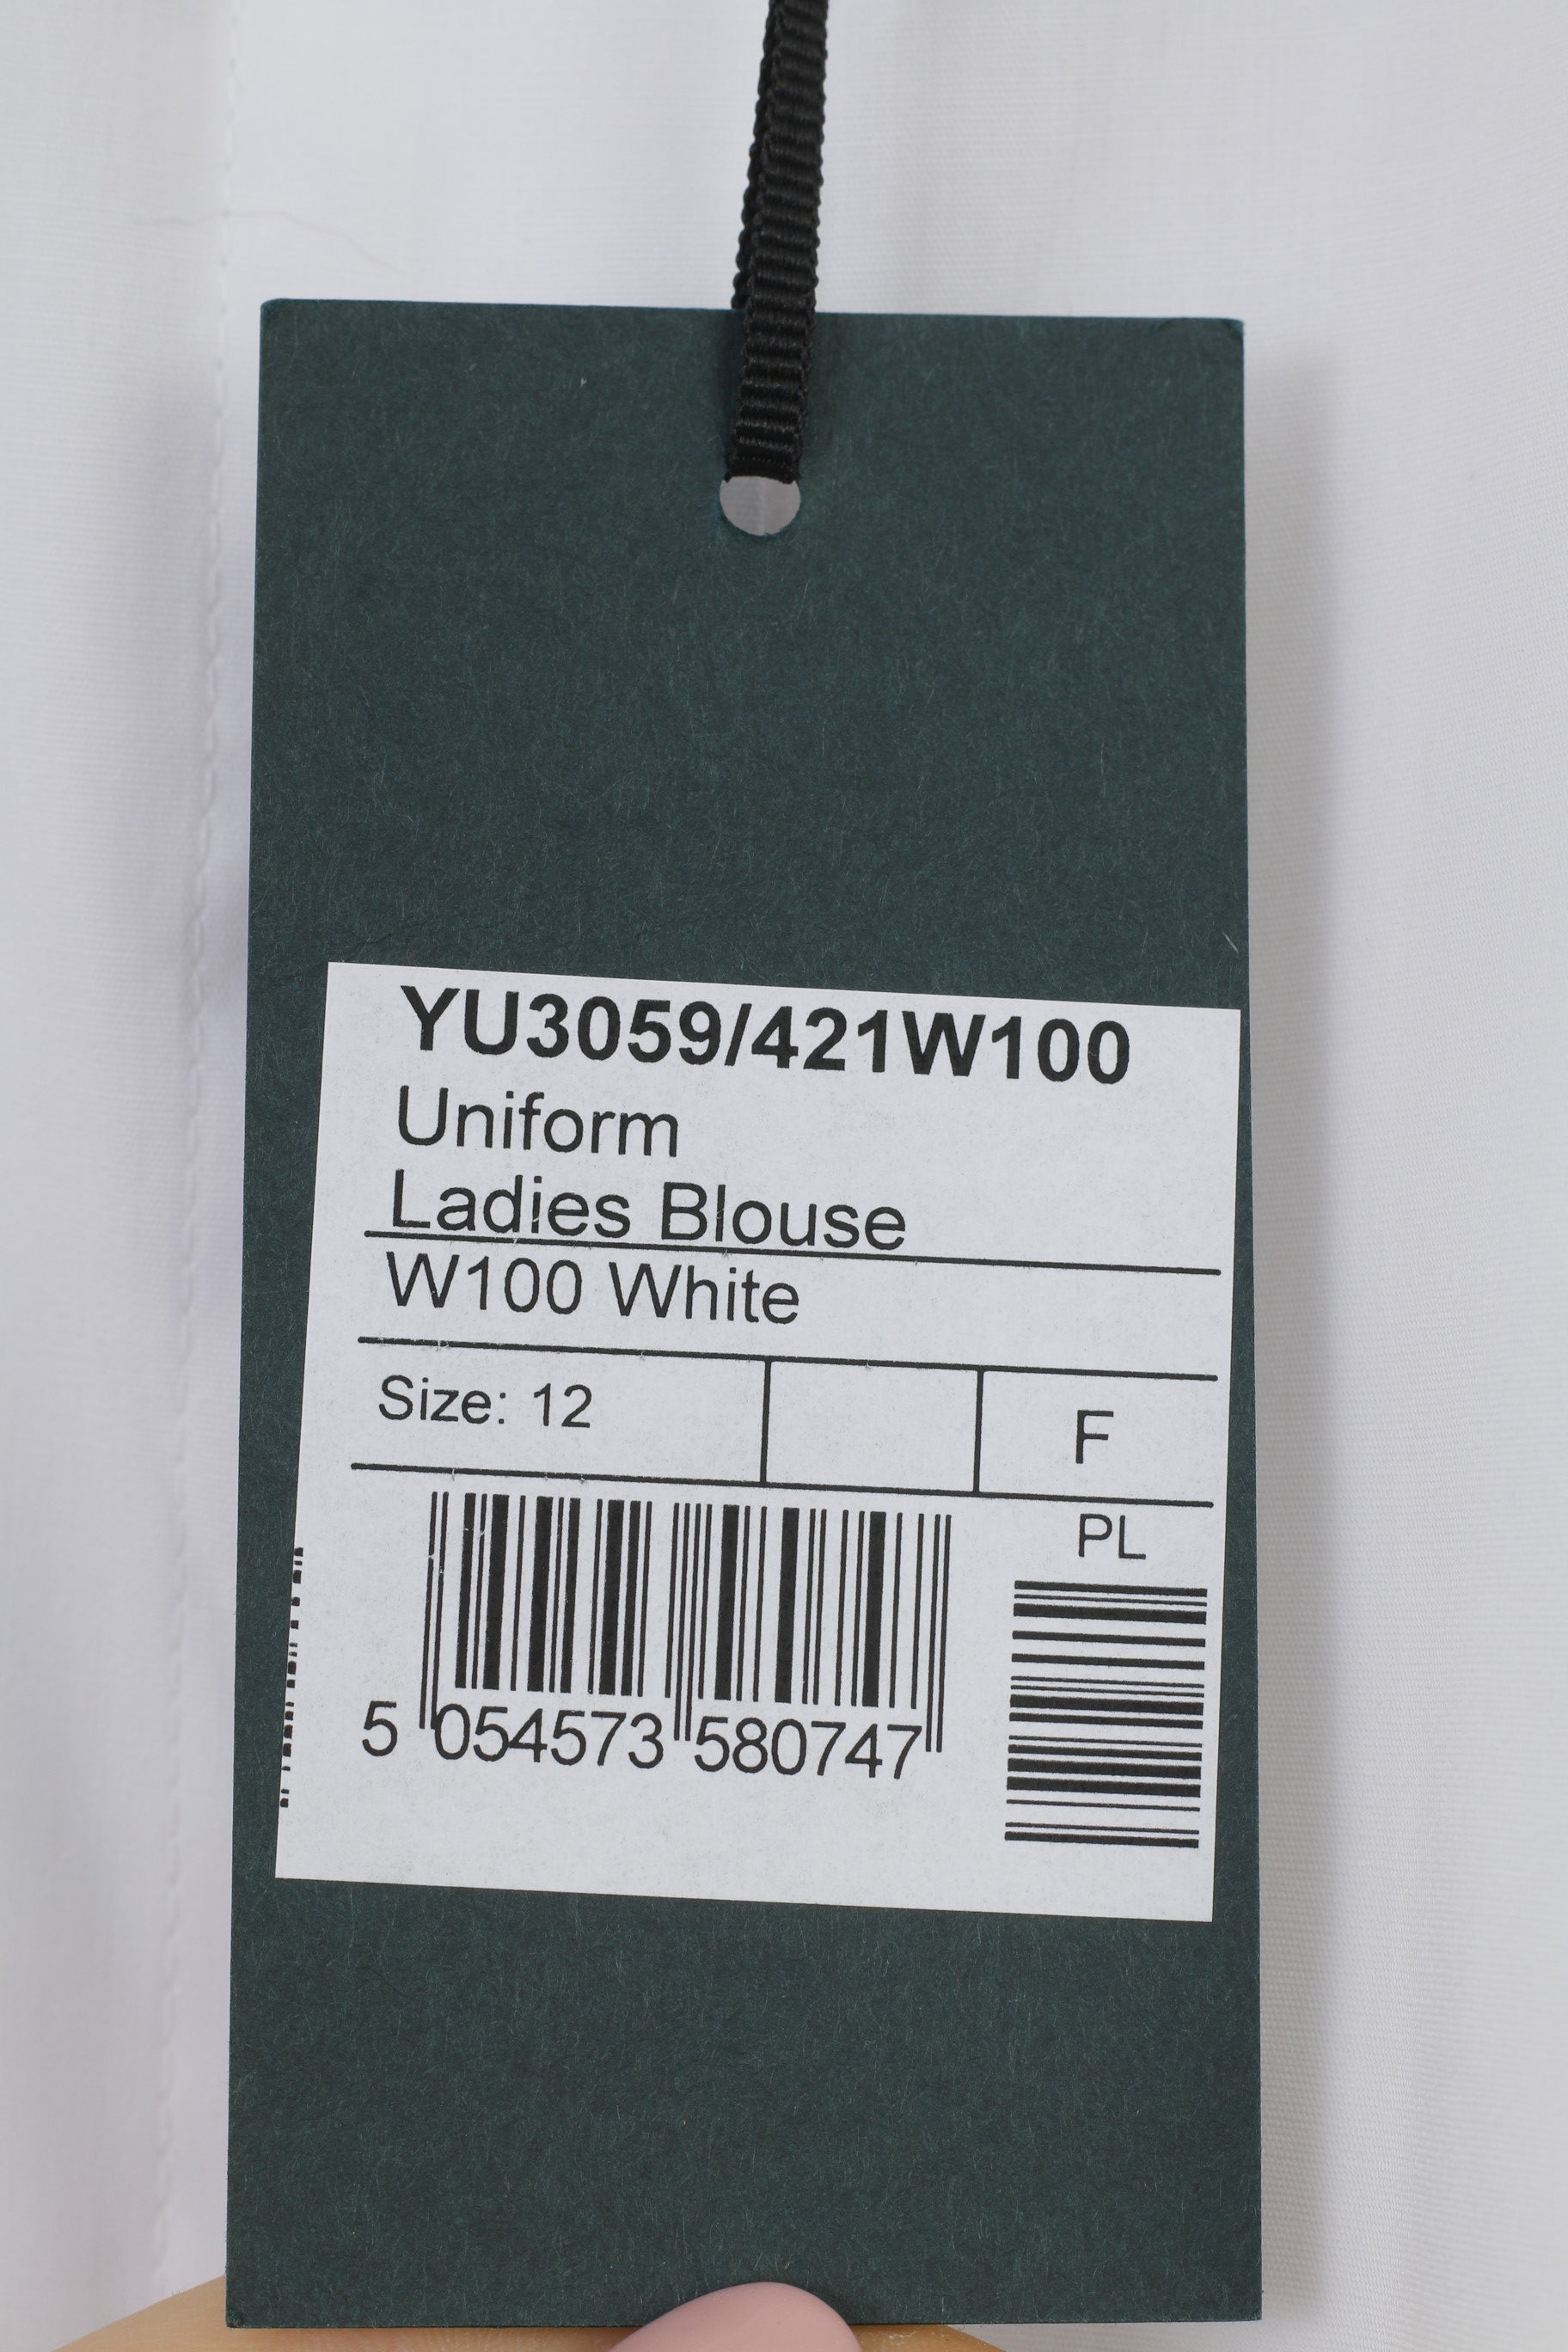 YU3059/421W100
Uniform
Ladies Blouse
W100 White
Size: 12
F
PL
5 054573 580747